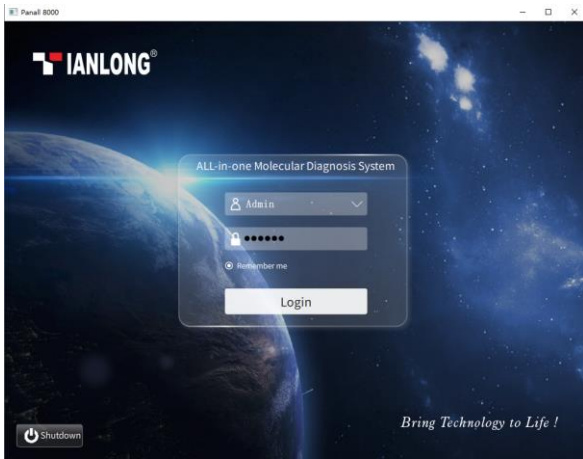 Panall 8000
TIANLONG®
ALL-in-one Molecular Diagnosis System
Admin
Remember me
Login
Bring Technology to Life !
Shutdown